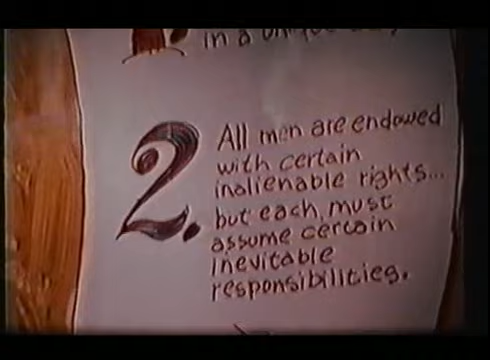 in a
2. All men are endowed
with certain
inalienable rights...
but each must
assume certain
inevitable
responsibilities.